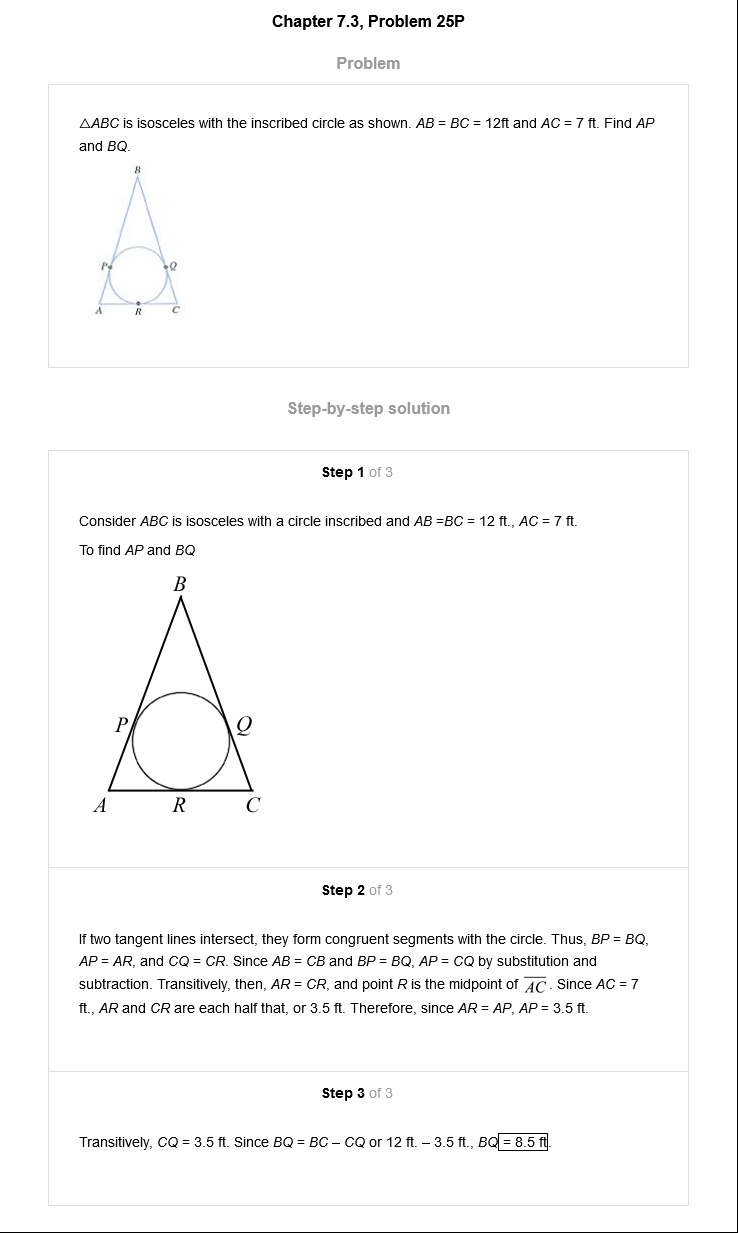 Chapter 7.3, Problem 25P
Problem
△ABC is isosceles with the inscribed circle as shown. AB = BC = 12ft and AC = 7 ft. Find AP
and BQ.
B
P
Q
A
R
C
Step-by-step solution
Step 1 of 3
Consider ABC is isosceles with a circle inscribed and AB =BC = 12 ft., AC = 7 ft.
To find AP and BQ
B
P
Q
A
R
C
Step 2 of 3
If two tangent lines intersect, they form congruent segments with the circle. Thus, BP = BQ,
AP = AR, and CQ = CR. Since AB = CB and BP = BQ, AP = CQ by substitution and
subtraction. Transitively, then, AR = CR, and point R is the midpoint of A̅C̅. Since AC = 7
ft., AR and CR are each half that, or 3.5 ft. Therefore, since AR = AP, AP = 3.5 ft.
Step 3 of 3
Transitively, CQ = 3.5 ft. Since BQ = BC – CQ or 12 ft. – 3.5 ft., BQ = 8.5 ft.